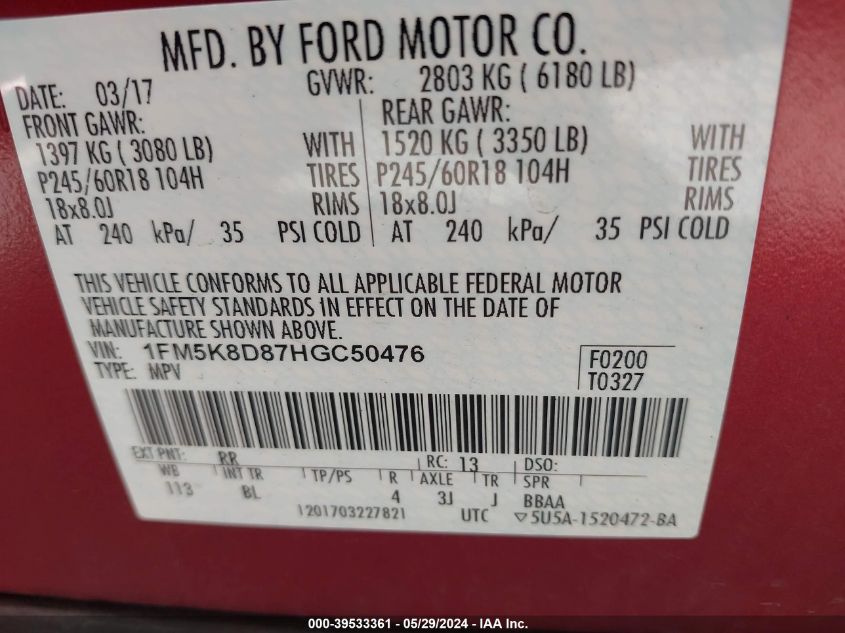 MFD. BY FORD MOTOR CO.
DATE: 03/17 GVWR: 2803 KG ( 6180 LB)
FRONT GAWR: REAR GAWR:
1397 KG ( 3080 LB) WITH 1520 KG ( 3350 LB) WITH
P245/60R18 104H TIRES P245/60R18 104H TIRES
18x8.0J RIMS 18x8.0J RIMS
AT 240 kPa/ 35 PSI COLD AT 240 kPa/ 35 PSI COLD
THIS VEHICLE CONFORMS TO ALL APPLICABLE FEDERAL MOTOR
VEHICLE SAFETY STANDARDS IN EFFECT ON THE DATE OF
MANUFACTURE SHOWN ABOVE.
VIN: 1FM5K8D87HGC50476 F0200
TYPE: MPV T0327
EXT PNT: RR RC: 13 DSO:
WB INT TR TP/PS R AXLE TR SPR
113 BL 4 3J J BBAA
1201703227821 UTC ▽5U5A-1520472-BA
000-39533361 - 05/29/2024 - IAA Inc.